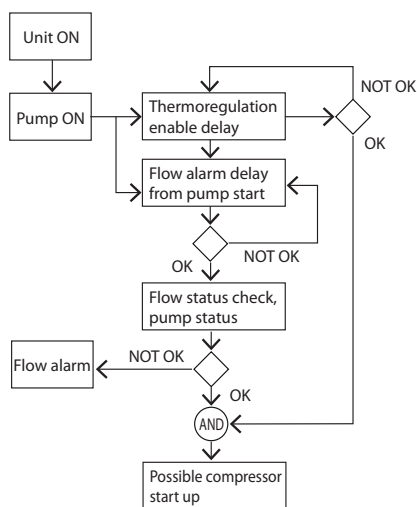 Unit ON
Pump ON
Thermoregulation
enable delay
NOT OK
OK
Flow alarm delay
from pump start
OK
NOT OK
Flow status check,
pump status
Flow alarm
NOT OK
OK
AND
Possible compressor
start up